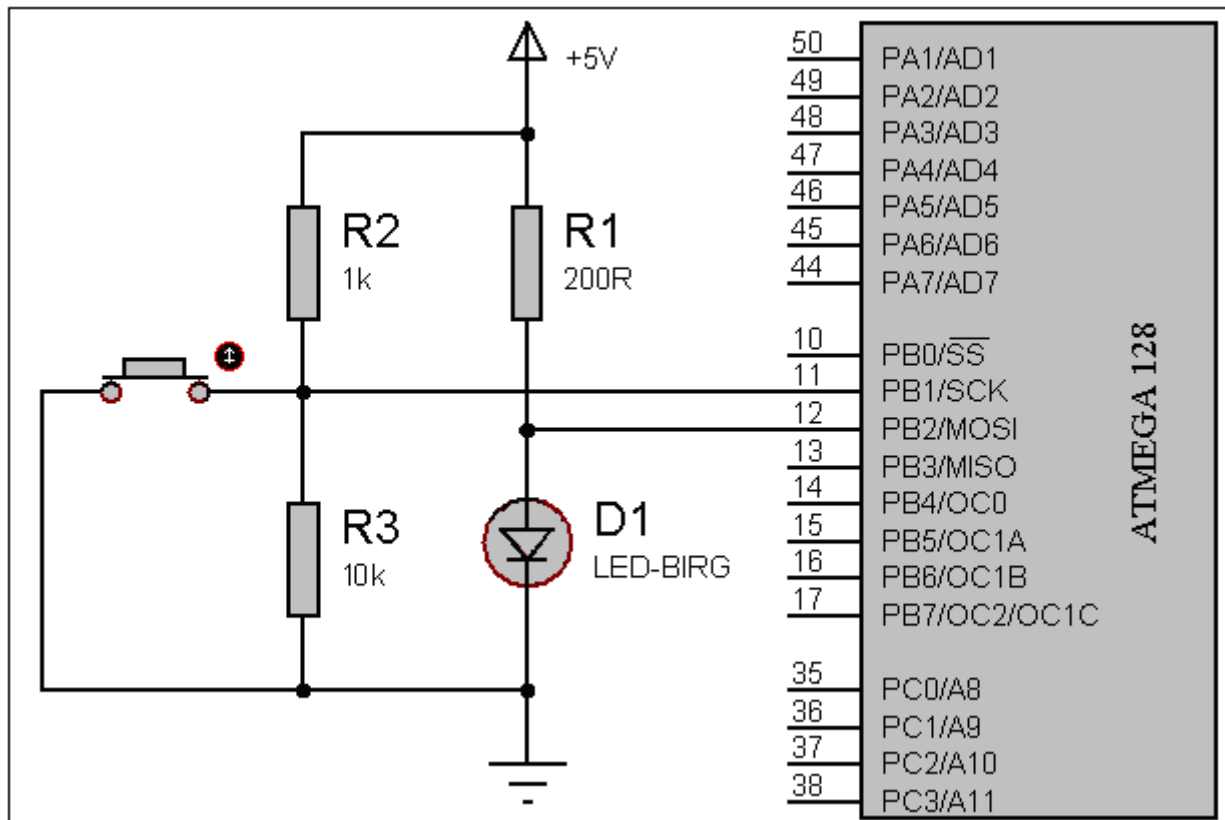 +5V
R2
1k
R1
200R
R3
10k
D1
LED-BIRG
50 PA1/AD1
49 PA2/AD2
48 PA3/AD3
47 PA4/AD4
46 PA5/AD5
45 PA6/AD6
44 PA7/AD7
10 PB0/SS
11 PB1/SCK
12 PB2/MOSI
13 PB3/MISO
14 PB4/OC0
15 PB5/OC1A
16 PB6/OC1B
17 PB7/OC2/OC1C
35 PC0/A8
36 PC1/A9
37 PC2/A10
38 PC3/A11
ATMEGA 128